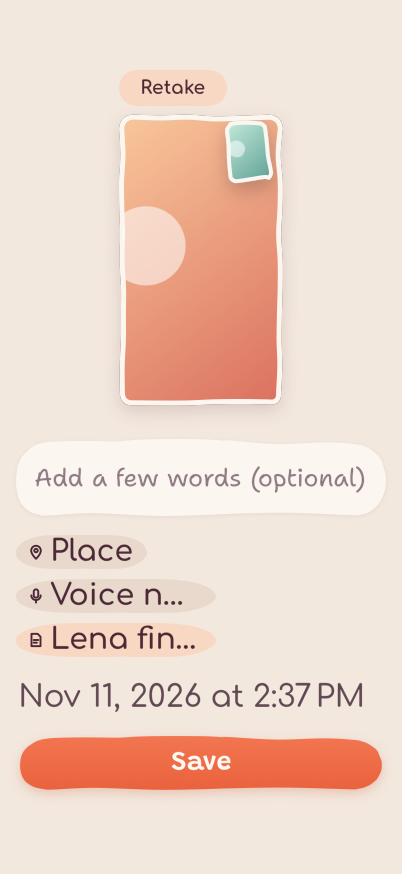 Retake
Add a few words (optional)
Place
Voice n...
Lena fin...
Nov 11, 2026 at 2:37 PM
Save